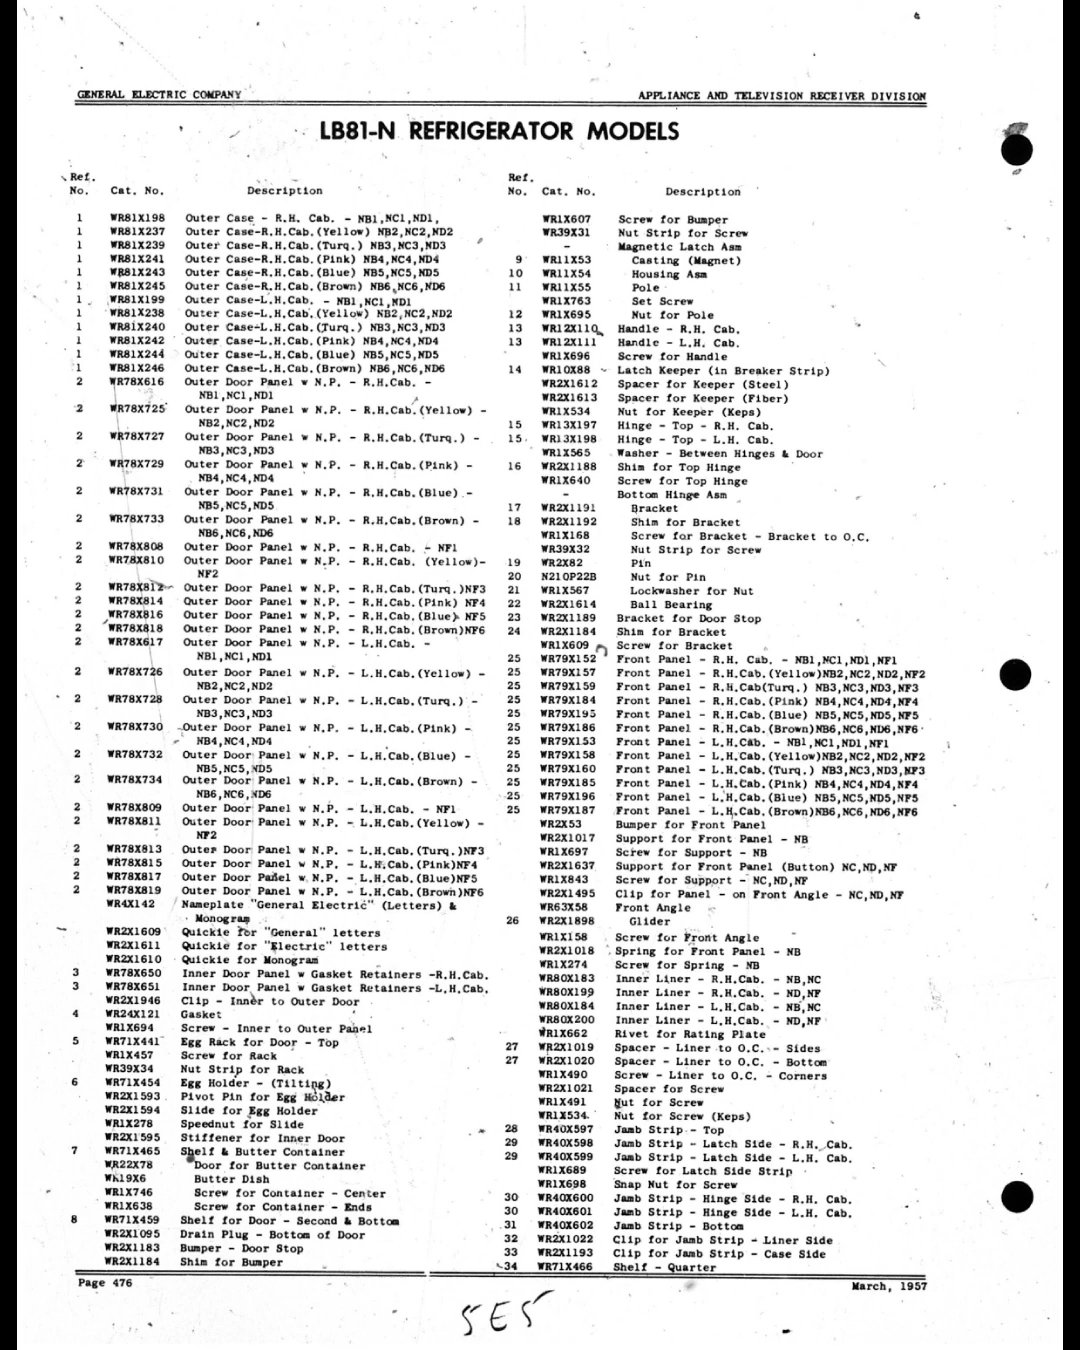 GENERAL ELECTRIC COMPANY
APPLIANCE AND TELEVISION RECEIVER DIVISION
LB81-N REFRIGERATOR MODELS
Ref.
No. Cat. No. Description
1 WR81X198 Outer Case - R.H. Cab. - NB1,NC1,ND1,
1 WR81X237 Outer Case-R.H.Cab.(Yellow) NB2,NC2,ND2
1 WR81X239 Outer Case-R.H.Cab.(Turq.) NB3,NC3,ND3
1 WR81X241 Outer Case-R.H.Cab.(Pink) NB4,NC4,ND4
1 WR81X243 Outer Case-R.H.Cab.(Blue) NB5,NC5,ND5
1 WR81X245 Outer Case-R.H.Cab.(Brown) NB6,NC6,ND6
1 WR81X199 Outer Case-L.H.Cab. - NB1,NC1,ND1
1 WR81X238 Outer Case-L.H.Cab.(Yellow) NB2,NC2,ND2
1 WR81X240 Outer Case-L.H.Cab.(Turq.) NB3,NC3,ND3
1 WR81X242 Outer Case-L.H.Cab.(Pink) NB4,NC4,ND4
1 WR81X244 Outer Case-L.H.Cab.(Blue) NB5,NC5,ND5
1 WR81X246 Outer Case-L.H.Cab.(Brown) NB6,NC6,ND6
2 WR78X616 Outer Door Panel w N.P. - R.H.Cab. -
NB1,NC1,ND1
2 WR78X725 Outer Door Panel w N.P. - R.H.Cab.(Yellow) -
NB2,NC2,ND2
2 WR78X727 Outer Door Panel w N.P. - R.H.Cab.(Turq.) -
NB3,NC3,ND3
2 WR78X729 Outer Door Panel w N.P. - R.H.Cab.(Pink) -
NB4,NC4,ND4
2 WR78X731 Outer Door Panel w N.P. - R.H.Cab.(Blue) -
NB5,NC5,ND5
2 WR78X733 Outer Door Panel w N.P. - R.H.Cab.(Brown) -
NB6,NC6,ND6
2 WR78X808 Outer Door Panel w N.P. - R.H.Cab. - NF1
2 WR78X810 Outer Door Panel w N.P. - R.H.Cab. (Yellow)-
NF2
2 WR78X812 Outer Door Panel w N.P. - R.H.Cab.(Turq.)NF3
2 WR78X814 Outer Door Panel w N.P. - R.H.Cab.(Pink) NF4
2 WR78X816 Outer Door Panel w N.P. - R.H.Cab.(Blue) NF5
2 WR78X818 Outer Door Panel w N.P. - R.H.Cab.(Brown)NF6
2 WR78X617 Outer Door Panel w N.P. - L.H.Cab. -
NB1,NC1,ND1
2 WR78X726 Outer Door Panel w N.P. - L.H.Cab.(Yellow) -
NB2,NC2,ND2
2 WR78X728 Outer Door Panel w N.P. - L.H.Cab.(Turq.) -
NB3,NC3,ND3
2 WR78X730 Outer Door Panel w N.P. - L.H.Cab.(Pink) -
NB4,NC4,ND4
2 WR78X732 Outer Door Panel w N.P. - L.H.Cab.(Blue) -
NB5,NC5,ND5
2 WR78X734 Outer Door Panel w N.P. - L.H.Cab.(Brown) -
NB6,NC6,ND6
2 WR78X809 Outer Door Panel w N.P. - L.H.Cab. - NF1
2 WR78X811 Outer Door Panel w N.P. - L.H.Cab.(Yellow) -
NF2
2 WR78X813 Outer Door Panel w N.P. - L.H.Cab.(Turq.)NF3
2 WR78X815 Outer Door Panel w N.P. - L.H.Cab.(Pink)NF4
2 WR78X817 Outer Door Panel w N.P. - L.H.Cab.(Blue)NF5
2 WR78X819 Outer Door Panel w N.P. - L.H.Cab.(Brown)NF6
WR4X142 Nameplate "General Electric" (Letters) &
Monogram
WR2X1609 Quickie for "General" letters
WR2X1611 Quickie for "Electric" letters
WR2X1610 Quickie for Monogram
3 WR78X650 Inner Door Panel w Gasket Retainers -R.H.Cab.
3 WR78X651 Inner Door Panel w Gasket Retainers -L.H.Cab.
WR2X1946 Clip - Inner to Outer Door
4 WR24X121 Gasket
WR1X694 Screw - Inner to Outer Panel
5 WR71X441 Egg Rack for Door - Top
WR1X457 Screw for Rack
WR39X34 Nut Strip for Rack
6 WR71X454 Egg Holder - (Tilting)
WR2X1593 Pivot Pin for Egg Holder
WR2X1594 Slide for Egg Holder
WR1X278 Speednut for Slide
WR2X1595 Stiffener for Inner Door
7 WR71X465 Shelf & Butter Container
WR22X78 Door for Butter Container
WR19X6 Butter Dish
WR1X746 Screw for Container - Center
WR1X638 Screw for Container - Ends
8 WR71X459 Shelf for Door - Second & Bottom
WR2X1095 Drain Plug - Bottom of Door
WR2X1183 Bumper - Door Stop
WR2X1184 Shim for Bumper
Ref.
No. Cat. No. Description
WR1X607 Screw for Bumper
WR39X31 Nut Strip for Screw
- Magnetic Latch Asm
9 WR11X53 Casting (Magnet)
10 WR11X54 Housing Asm
11 WR11X55 Pole
WR1X763 Set Screw
12 WR1X695 Nut for Pole
13 WR12X110 Handle - R.H. Cab.
13 WR12X111 Handle - L.H. Cab.
WR1X696 Screw for Handle
14 WR10X88 Latch Keeper (in Breaker Strip)
WR2X1612 Spacer for Keeper (Steel)
WR2X1613 Spacer for Keeper (Fiber)
WR1X534 Nut for Keeper (Keps)
15 WR13X197 Hinge - Top - R.H. Cab.
15 WR13X198 Hinge - Top - L.H. Cab.
WR1X565 Washer - Between Hinges & Door
16 WR2X1188 Shim for Top Hinge
WR1X640 Screw for Top Hinge
- Bottom Hinge Asm
17 WR2X1191 Bracket
18 WR2X1192 Shim for Bracket
WR1X168 Screw for Bracket - Bracket to O.C.
WR39X32 Nut Strip for Screw
19 WR2X82 Pin
20 N210P22B Nut for Pin
21 WR1X567 Lockwasher for Nut
22 WR2X1614 Ball Bearing
23 WR2X1189 Bracket for Door Stop
24 WR2X1184 Shim for Bracket
WR1X609 Screw for Bracket
25 WR79X152 Front Panel - R.H. Cab. - NB1,NC1,ND1,NF1
25 WR79X157 Front Panel - R.H.Cab.(Yellow)NB2,NC2,ND2,NF2
25 WR79X159 Front Panel - R.H.Cab(Turq.) NB3,NC3,ND3,NF3
25 WR79X184 Front Panel - R.H.Cab.(Pink) NB4,NC4,ND4,NF4
25 WR79X195 Front Panel - R.H.Cab.(Blue) NB5,NC5,ND5,NF5
25 WR79X186 Front Panel - R.H.Cab.(Brown)NB6,NC6,ND6,NF6
25 WR79X153 Front Panel - L.H.Cab. - NB1,NC1,ND1,NF1
25 WR79X158 Front Panel - L.H.Cab.(Yellow)NB2,NC2,ND2,NF2
25 WR79X160 Front Panel - L.H.Cab.(Turq.) NB3,NC3,ND3,NF3
25 WR79X185 Front Panel - L.H.Cab.(Pink) NB4,NC4,ND4,NF4
25 WR79X196 Front Panel - L.H.Cab.(Blue) NB5,NC5,ND5,NF5
25 WR79X187 Front Panel - L.H.Cab.(Brown)NB6,NC6,ND6,NF6
WR2X53 Bumper for Front Panel
WR2X1017 Support for Front Panel - NB
WR1X697 Screw for Support - NB
WR2X1637 Support for Front Panel (Button) NC,ND,NF
WR1X843 Screw for Support - NC,ND,NF
WR2X1495 Clip for Panel - on Front Angle - NC,ND,NF
WR63X58 Front Angle
26 WR2X1898 Glider
WR1X158 Screw for Front Angle
WR2X1018 Spring for Front Panel - NB
WR1X274 Screw for Spring - NB
WR80X183 Inner Liner - R.H.Cab. - NB,NC
WR80X199 Inner Liner - R.H.Cab. - ND,NF
WR80X184 Inner Liner - L.H.Cab. - NB,NC
WR80X200 Inner Liner - L.H.Cab. - ND,NF
WR1X662 Rivet for Rating Plate
27 WR2X1019 Spacer - Liner to O.C. - Sides
27 WR2X1020 Spacer - Liner to O.C. - Bottom
WR1X490 Screw - Liner to O.C. - Corners
WR2X1021 Spacer for Screw
WR1X491 Nut for Screw
WR1X534 Nut for Screw (Keps)
28 WR40X597 Jamb Strip - Top
29 WR40X598 Jamb Strip - Latch Side - R.H. Cab.
29 WR40X599 Jamb Strip - Latch Side - L.H. Cab.
WR1X689 Screw for Latch Side Strip
WR1X698 Snap Nut for Screw
30 WR40X600 Jamb Strip - Hinge Side - R.H. Cab.
30 WR40X601 Jamb Strip - Hinge Side - L.H. Cab.
31 WR40X602 Jamb Strip - Bottom
32 WR2X1022 Clip for Jamb Strip - Liner Side
33 WR2X1193 Clip for Jamb Strip - Case Side
34 WR71X466 Shelf - Quarter
Page 476
March, 1957
5E5